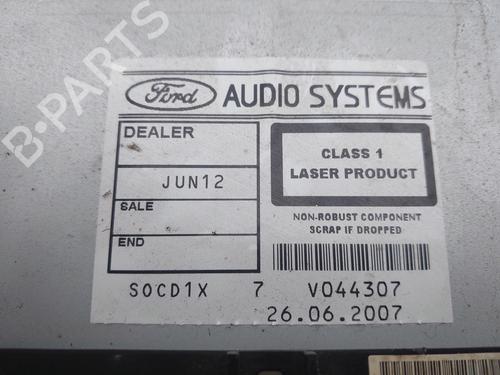 Ford AUDIO SYSTEMS
DEALER
JUN12
SALE
END
CLASS 1
LASER PRODUCT
NON-ROBUST COMPONENT
SCRAP IF DROPPED
SOCD1X 7 V044307
26.06.2007
B-PARTS